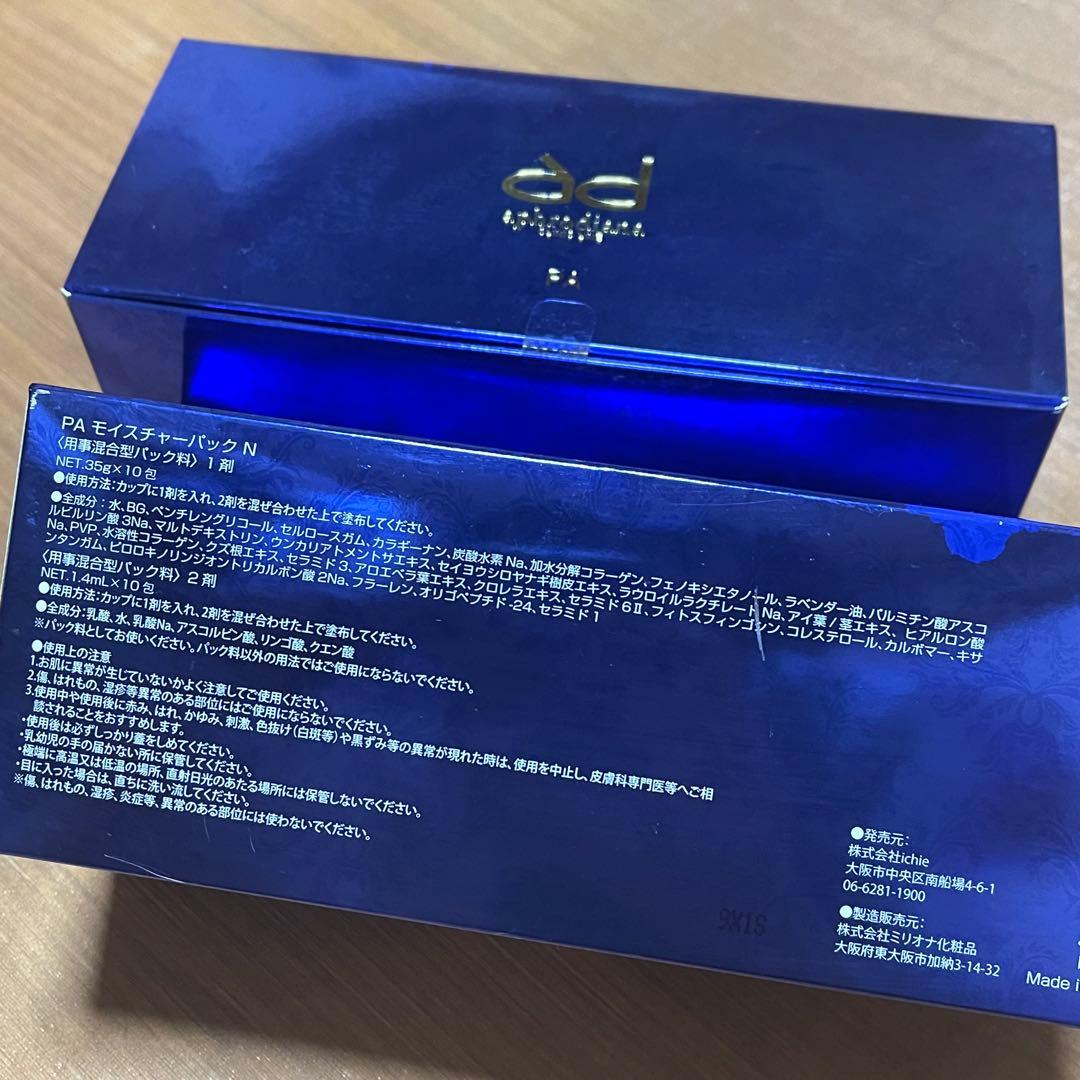 àd
aphrodiana
PA
PA モイスチャーパック N
〈用事混合型パック料〉1剤
NET.35g×10包
●使用方法:カップに1剤を入れ、2剤を混ぜ合わせた上で塗布してください。
●全成分:水、BG、ペンチレングリコール、セルロースガム、カラギーナン、炭酸水素Na、加水分解コラーゲン、フェノキシエタノール、ラベンダー油、パルミチン酸アスコ
ルビルリン酸3Na、マルトデキストリン、ウンカリアトメントサエキス、セイヨウシロヤナギ樹皮エキス、ラウロイルラクチレートNa、アイ葉/茎エキス、ヒアルロン酸
Na、PVP、水溶性コラーゲン、クズ根エキス、セラミド3、アロエベラ葉エキス、クロレラエキス、セラミド6Ⅱ、フィトスフィンゴシン、コレステロール、カルボマー、キサ
ンタンガム、ピロロキノリンジオントリカルボン酸2Na、フラーレン、オリゴペプチド-24、セラミド1
〈用事混合型パック料〉2剤
NET.1.4mL×10包
●使用方法:カップに1剤を入れ、2剤を混ぜ合わせた上で塗布してください。
●全成分:乳酸、水、乳酸Na、アスコルビン酸、リンゴ酸、クエン酸
※パック料としてお使いください。パック料以外の用法ではご使用にならないでください。
●使用上の注意
1.お肌に異常が生じていないかよく注意してご使用ください。
2.傷、はれもの、湿疹等異常のある部位にはご使用にならないでください。
3.使用中や使用後に赤み、はれ、かゆみ、刺激、色抜け(白斑等)や黒ずみ等の異常が現れた時は、使用を中止し、皮膚科専門医等へご相
談されることをおすすめします。
・使用後は必ずしっかり蓋をしめてください。
・乳幼児の手の届かない所に保管してください。
・極端に高温又は低温の場所、直射日光のあたる場所には保管しないでください。
・目に入った場合は、直ちに洗い流してください。
※傷、はれもの、湿疹、炎症等、異常のある部位には使わないでください。
●発売元:
株式会社ichie
大阪市中央区南船場4-6-1
06-6281-1900
●製造販売元:
株式会社ミリオナ化粧品
大阪府東大阪市加納3-14-32
Made i
9X1S